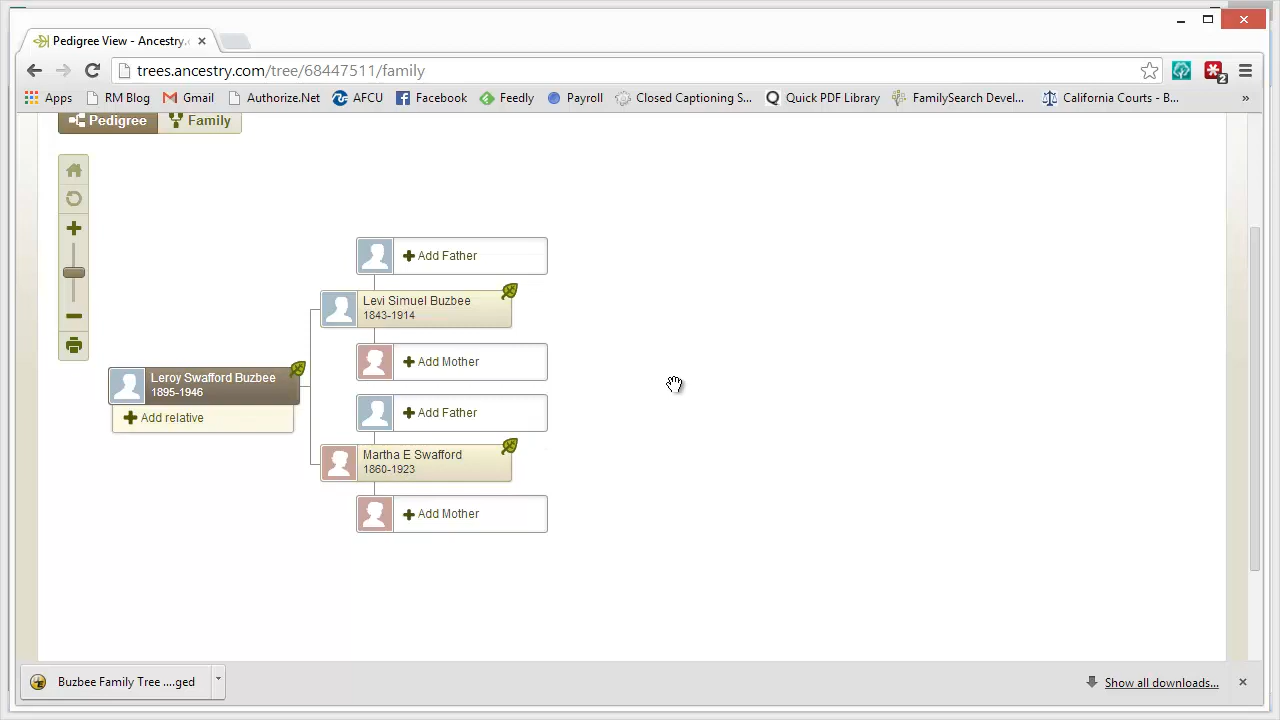 Pedigree View - Ancestry.c
trees.ancestry.com/tree/68447511/family
2
Apps RM Blog Gmail Authorize.Net AFCU Facebook Feedly Payroll Closed Captioning S... Quick PDF Library FamilySearch Devel... California Courts - B... »
Pedigree Family
Add Father
Levi Simuel Buzbee
1843-1914
Add Mother
Leroy Swafford Buzbee
1895-1946
Add relative
Add Father
Martha E Swafford
1860-1923
Add Mother
Buzbee Family Tree ....ged
Show all downloads...